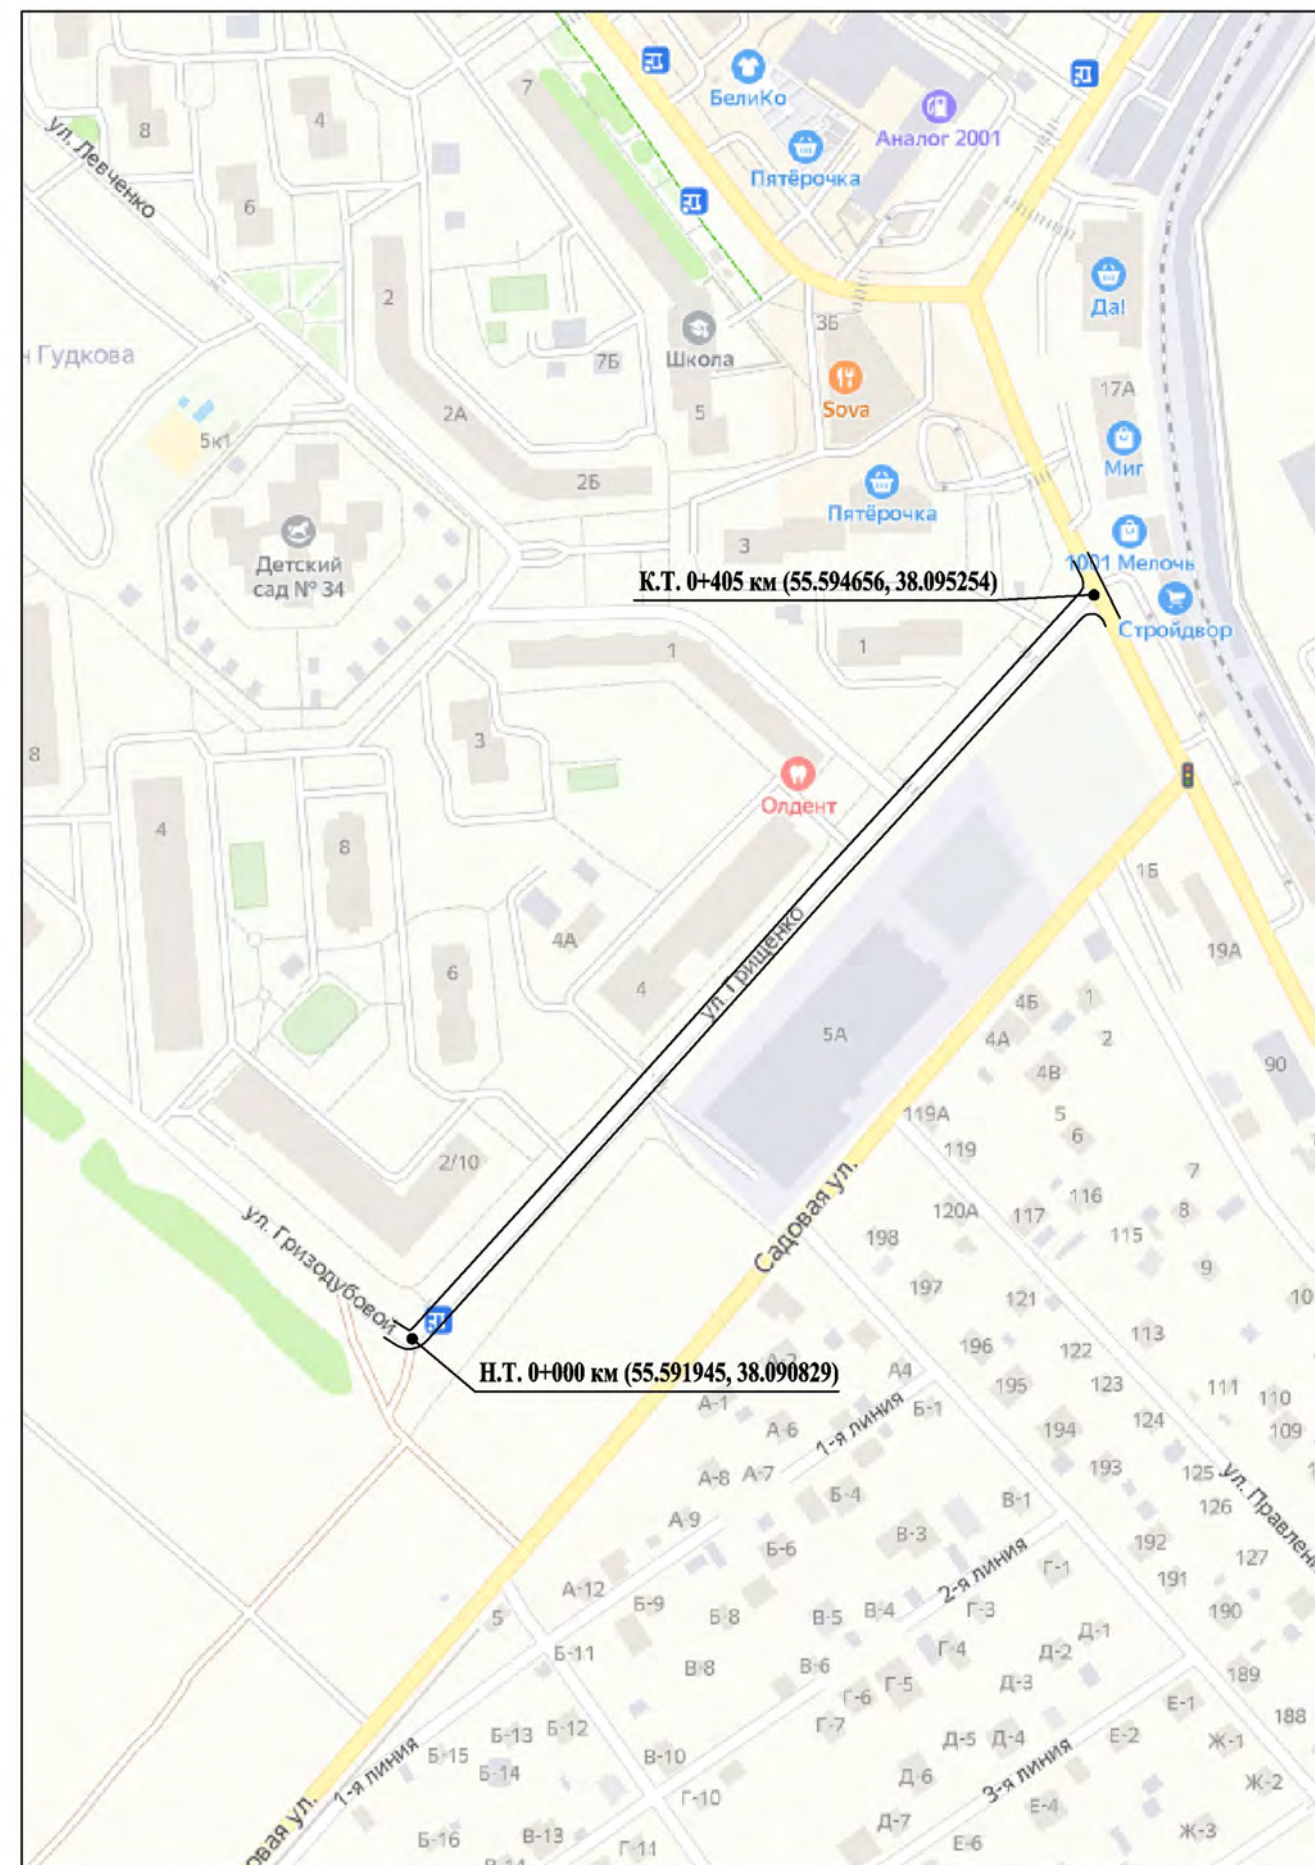 7
БелиКо
Аналог 2001
8
4
ул. Левченко
Пятёрочка
6
2
Да!
3Б
Гудкова
7Б
Школа
17А
2А
5
Sova
5к1
Миг
2Б
Пятёрочка
Детский
сад № 34
3
1001 Мелочь
К.Т. 0+405 км (55.594656, 38.095254)
Стройдвор
1
1
3
8
Олдент
4
8
1Б
4А
ул. Грищенко
19А
6
4
4Б
1
5А
4А
2
90
4В
119А
5
6
119
2/10
7
116
8
Садовая ул.
120А
117
198
115
ул. Гризодубовой
9
197
121
10
113
196
122
Н.Т. 0+000 км (55.591945, 38.090829)
А-2
А4
195
123
111
110
А-1
Б-1
А-6
1-я линия
194
124
109
А-8
А-7
193
125
ул. Правлени
Б-4
В-1
126
А-9
В-3
Б-6
192
127
2-я линия
Г-1
191
А-12
Б-9
Б-8
В-5
В-4
Г-3
190
5
Д-1
Г-4
Д-2
Б-11
В-8
В-6
189
Г-5
Д-3
Г-6
Е-1
188
Г-7
Б-13
Б-12
Д-5
Д-4
Е-2
Ж-1
1-я линия
Б-15
В-10
Б-14
Д-6
3-я линия
Ж-2
Г-10
Е-4
овая ул.
Д-7
Ж-3
Б-16
В-13
Г-11
Е-6